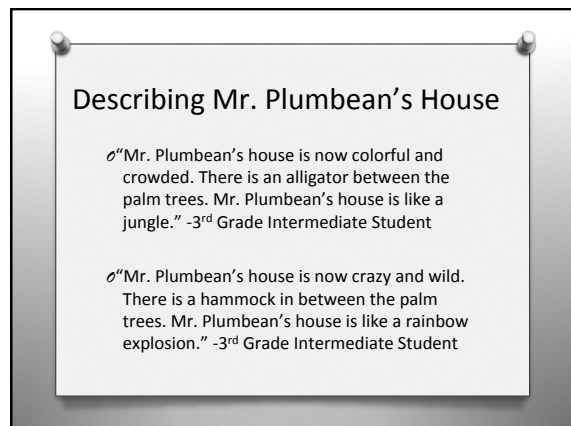 Describing Mr. Plumbean’s House
“Mr. Plumbean’s house is now colorful and
crowded. There is an alligator between the
palm trees. Mr. Plumbean’s house is like a
jungle.” -3rd Grade Intermediate Student
“Mr. Plumbean’s house is now crazy and wild.
There is a hammock in between the palm
trees. Mr. Plumbean’s house is like a rainbow
explosion.” -3rd Grade Intermediate Student